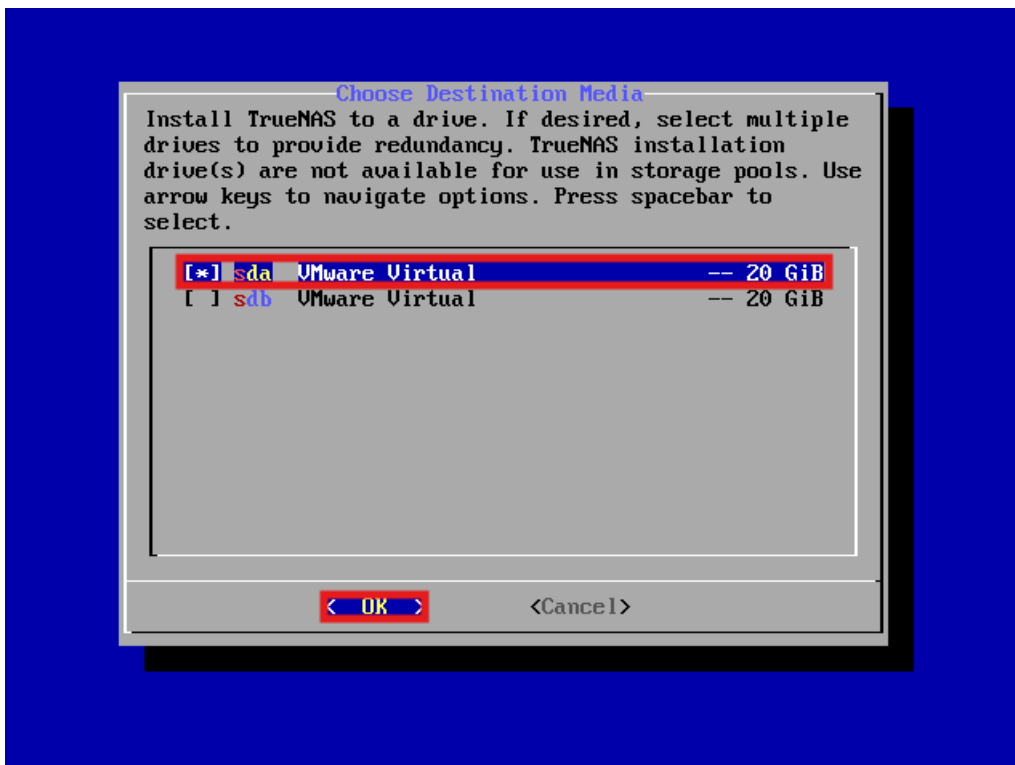 Choose Destination Media
Install TrueNAS to a drive. If desired, select multiple
drives to provide redundancy. TrueNAS installation
drive(s) are not available for use in storage pools. Use
arrow keys to navigate options. Press spacebar to
select.
[*] sda VMware Virtual -- 20 GiB
[ ] sdb VMware Virtual -- 20 GiB
< OK > <Cancel>